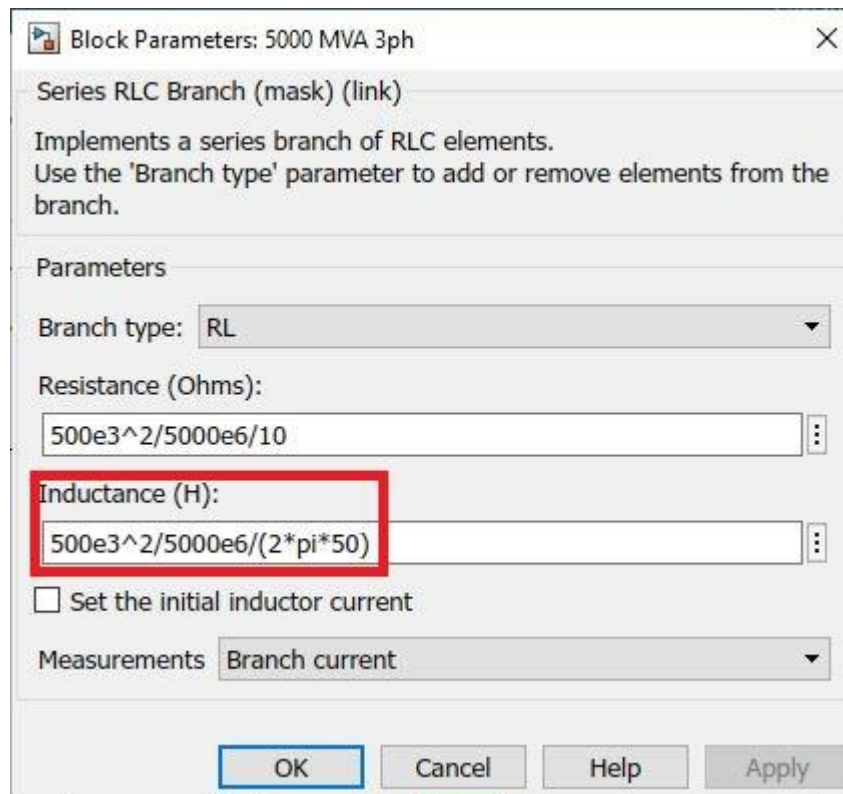 Block Parameters: 5000 MVA 3ph
Series RLC Branch (mask) (link)
Implements a series branch of RLC elements.
Use the 'Branch type' parameter to add or remove elements from the
branch.
Parameters
Branch type: RL
Resistance (Ohms):
500e3^2/5000e6/10
Inductance (H):
500e3^2/5000e6/(2*pi*50)
Set the initial inductor current
Measurements Branch current
OK Cancel Help Apply